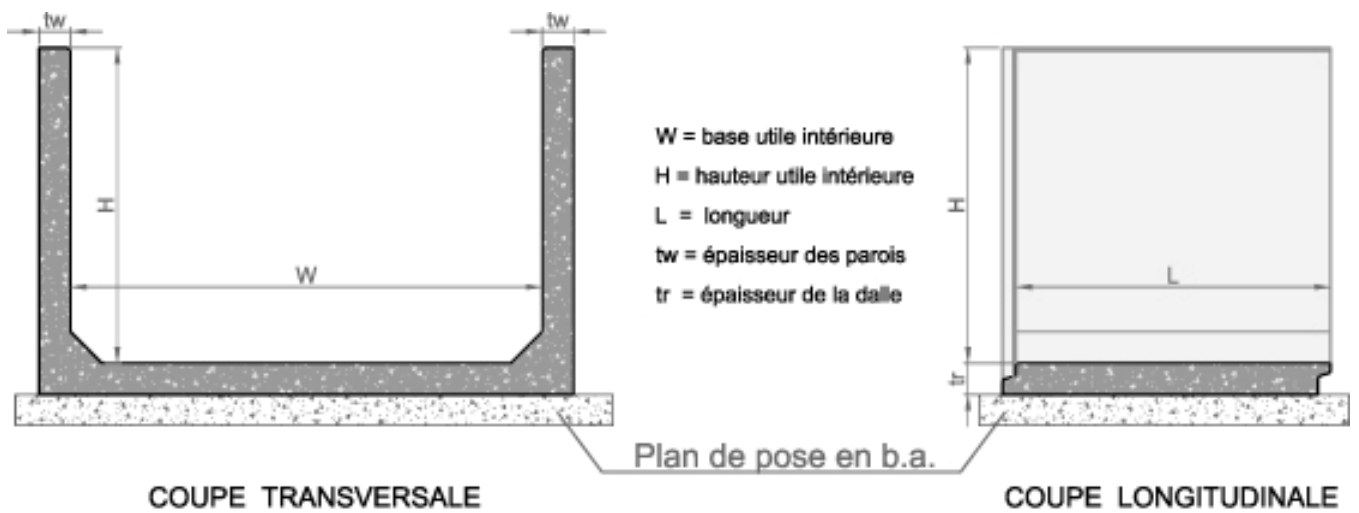 tw
tw
H
W
W = base utile intérieure
H = hauteur utile intérieure
L = longueur
tw = épaisseur des parois
tr = épaisseur de la dalle
H
L
tr
Plan de pose en b.a.
COUPE TRANSVERSALE
COUPE LONGITUDINALE